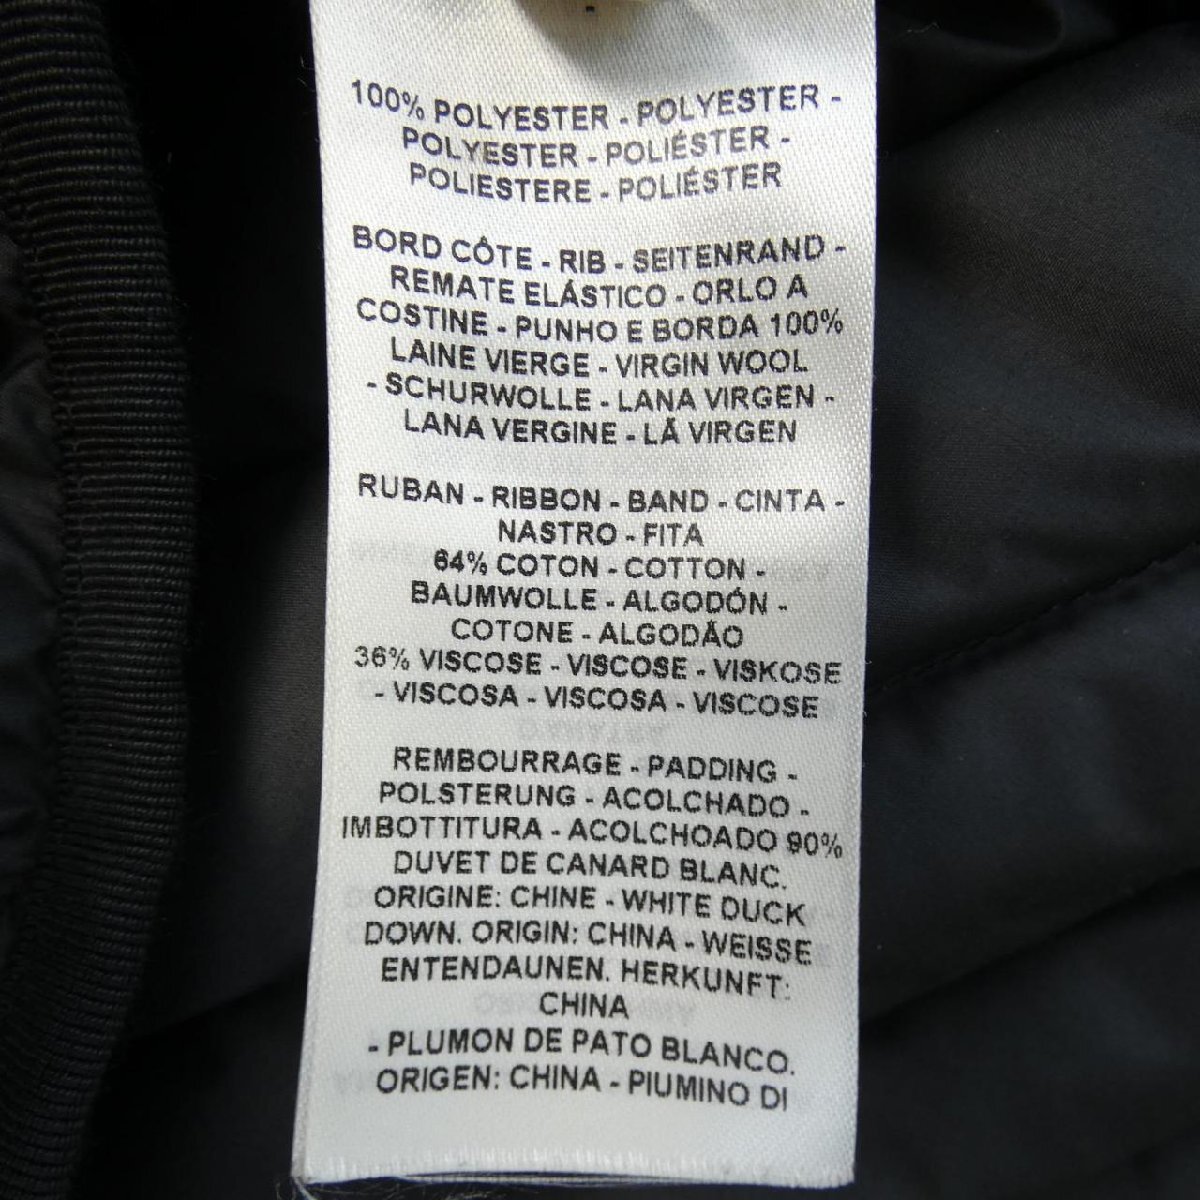 100% POLYESTER - POLYESTER -
POLYESTER - POLIÉSTER -
POLIESTERE - POLIÉSTER
BORD CÔTE - RIB - SEITENRAND -
REMATE ELÁSTICO - ORLO A
COSTINE - PUNHO E BORDA 100%
LAINE VIERGE - VIRGIN WOOL
- SCHURWOLLE - LANA VIRGEN -
LANA VERGINE - LÃ VIRGEN
RUBAN - RIBBON - BAND - CINTA -
NASTRO - FITA
64% COTON - COTTON -
BAUMWOLLE - ALGODÓN -
COTONE - ALGODÃO
36% VISCOSE - VISCOSE - VISKOSE
- VISCOSA - VISCOSA - VISCOSE
REMBOURRAGE - PADDING -
POLSTERUNG - ACOLCHADO -
IMBOTTITURA - ACOLCHOADO 90%
DUVET DE CANARD BLANC.
ORIGINE: CHINE - WHITE DUCK
DOWN. ORIGIN: CHINA - WEISSE
ENTENDAUNEN. HERKUNFT:
CHINA
- PLUMON DE PATO BLANCO.
ORIGEN: CHINA - PIUMINO DI